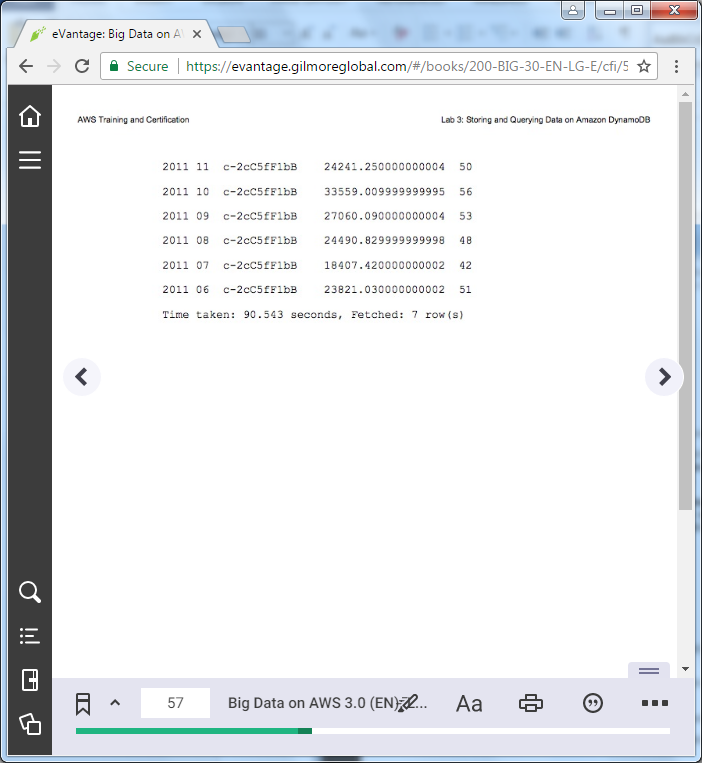 eVantage: Big Data on A
Secure
https://evantage.gilmoreglobal.com/#/books/200-BIG-30-EN-LG-E/cfi/5
AWS Training and Certification
Lab 3: Storing and Querying Data on Amazon DynamoDB
2011 11 c-2cC5fF1bB 24241.250000000004 50
2011 10 c-2cC5fF1bB 33559.009999999995 56
2011 09 c-2cC5fF1bB 27060.090000000004 53
2011 08 c-2cC5fF1bB 24490.829999999998 48
2011 07 c-2cC5fF1bB 18407.420000000002 42
2011 06 c-2cC5fF1bB 23821.030000000002 51
Time taken: 90.543 seconds, Fetched: 7 row(s)
57
Big Data on AWS 3.0 (EN):
Aa